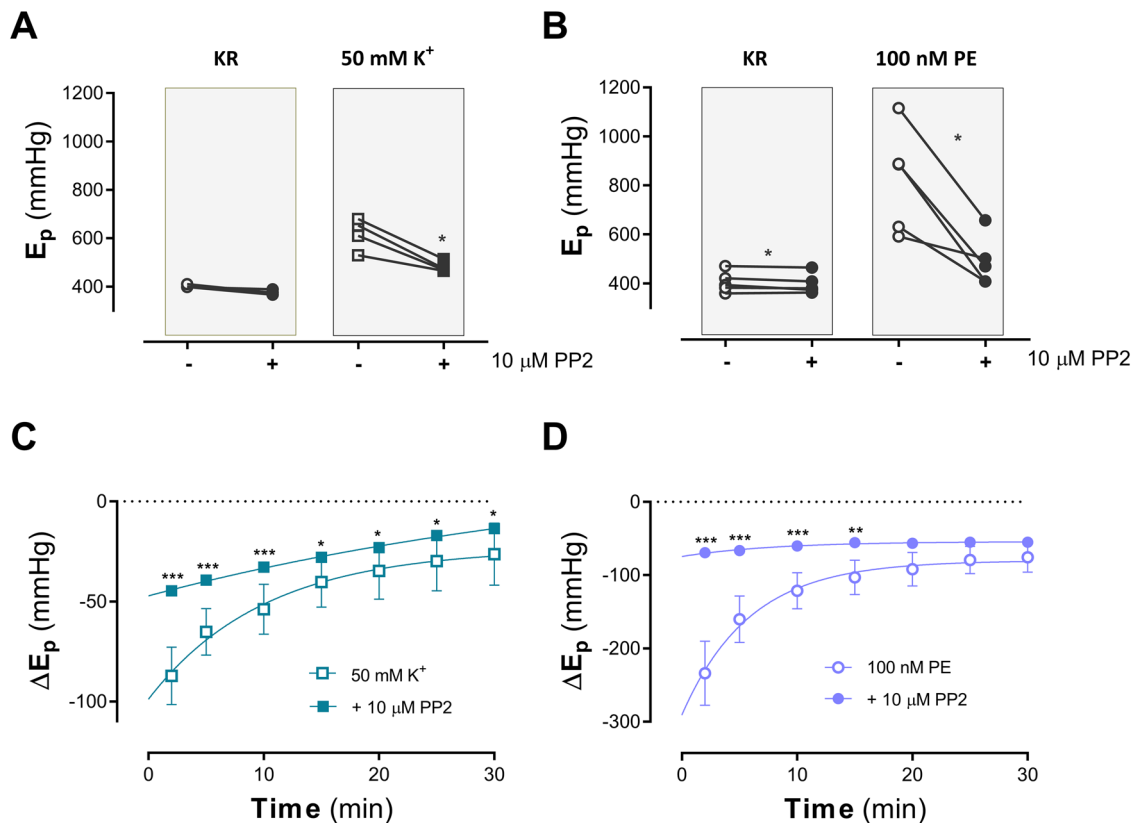 A
KR 50 mM K⁺
1200
1000
800
600
400
Eₚ (mmHg)
*
- + - + 10 μM PP2
B
KR 100 nM PE
1200
1000
800
600
400
Eₚ (mmHg)
* *
- + - + 10 μM PP2
C
0
-50
-100
ΔEₚ (mmHg)
*** *** *** * * * *
50 mM K⁺
+ 10 μM PP2
0 10 20 30
Time (min)
D
0
-100
-200
-300
ΔEₚ (mmHg)
*** *** *** **
100 nM PE
+ 10 μM PP2
0 10 20 30
Time (min)